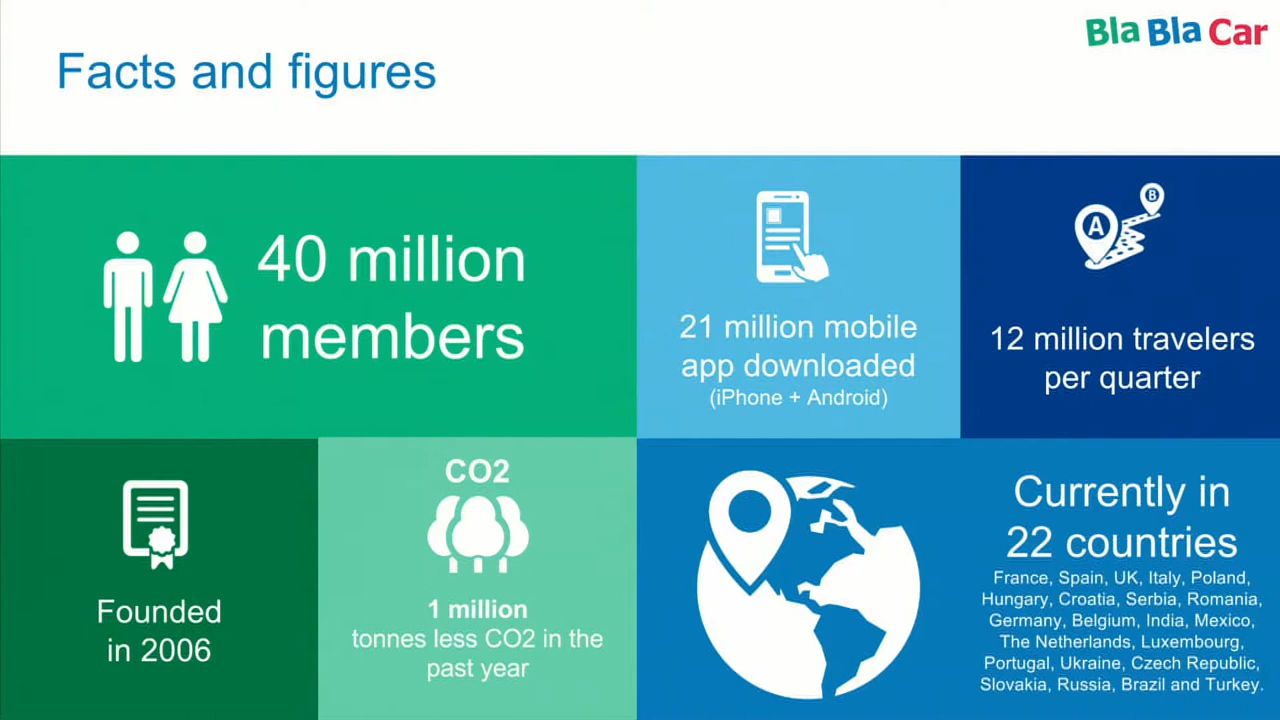 Bla Bla Car
Facts and figures
40 million
members
21 million mobile
app downloaded
(iPhone + Android)
A
B
12 million travelers
per quarter
Founded
in 2006
CO2
1 million
tonnes less CO2 in the
past year
Currently in
22 countries
France, Spain, UK, Italy, Poland,
Hungary, Croatia, Serbia, Romania,
Germany, Belgium, India, Mexico,
The Netherlands, Luxembourg,
Portugal, Ukraine, Czech Republic,
Slovakia, Russia, Brazil and Turkey.